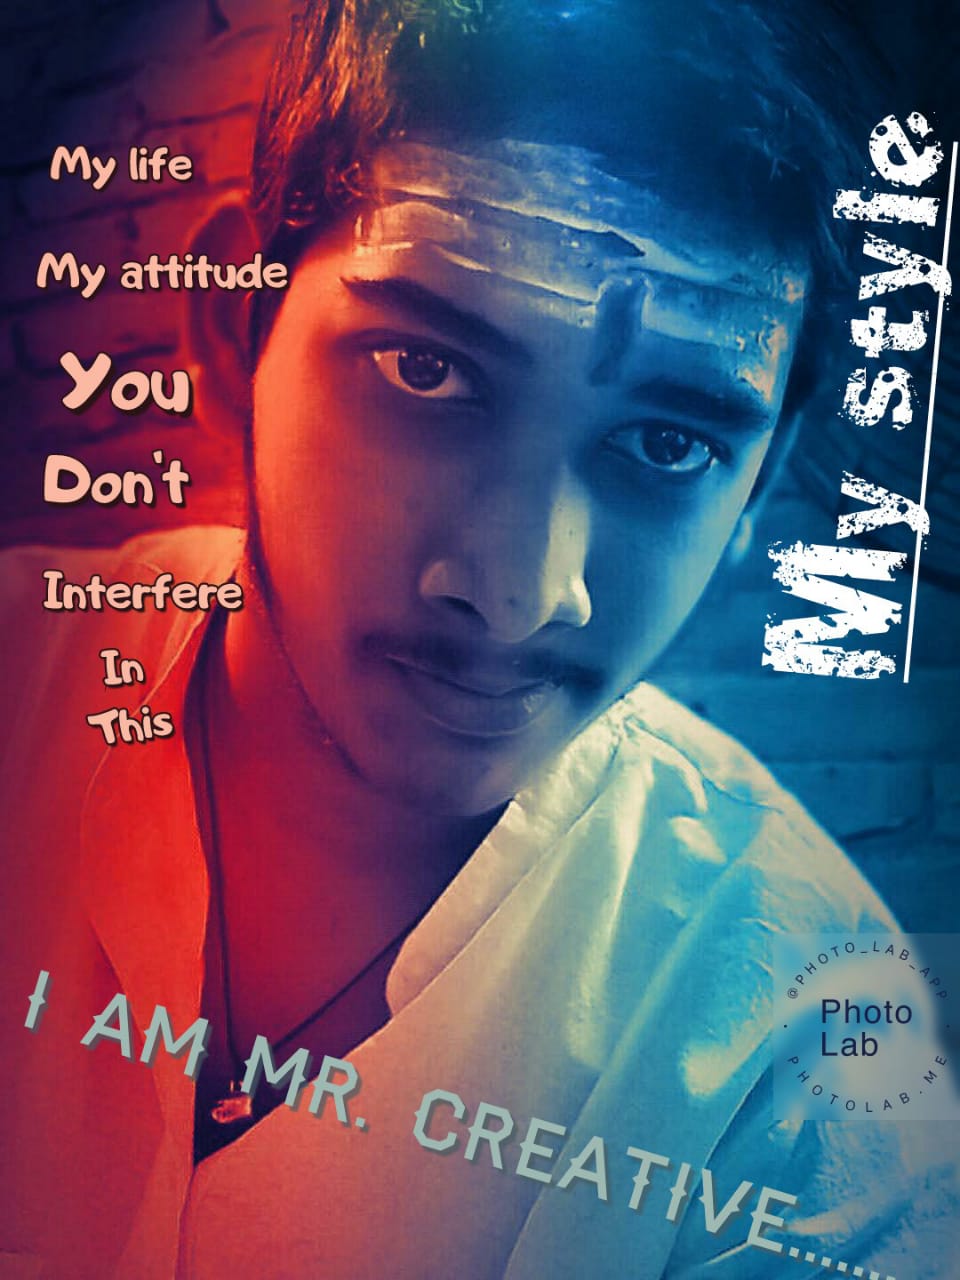 My life
My attitude
You
Don't
Interfere
In
This
My style.
I AM MR. CREATIVE.......
@PHOTO_LAB_APP
Photo
Lab
PHOTOLAB.ME